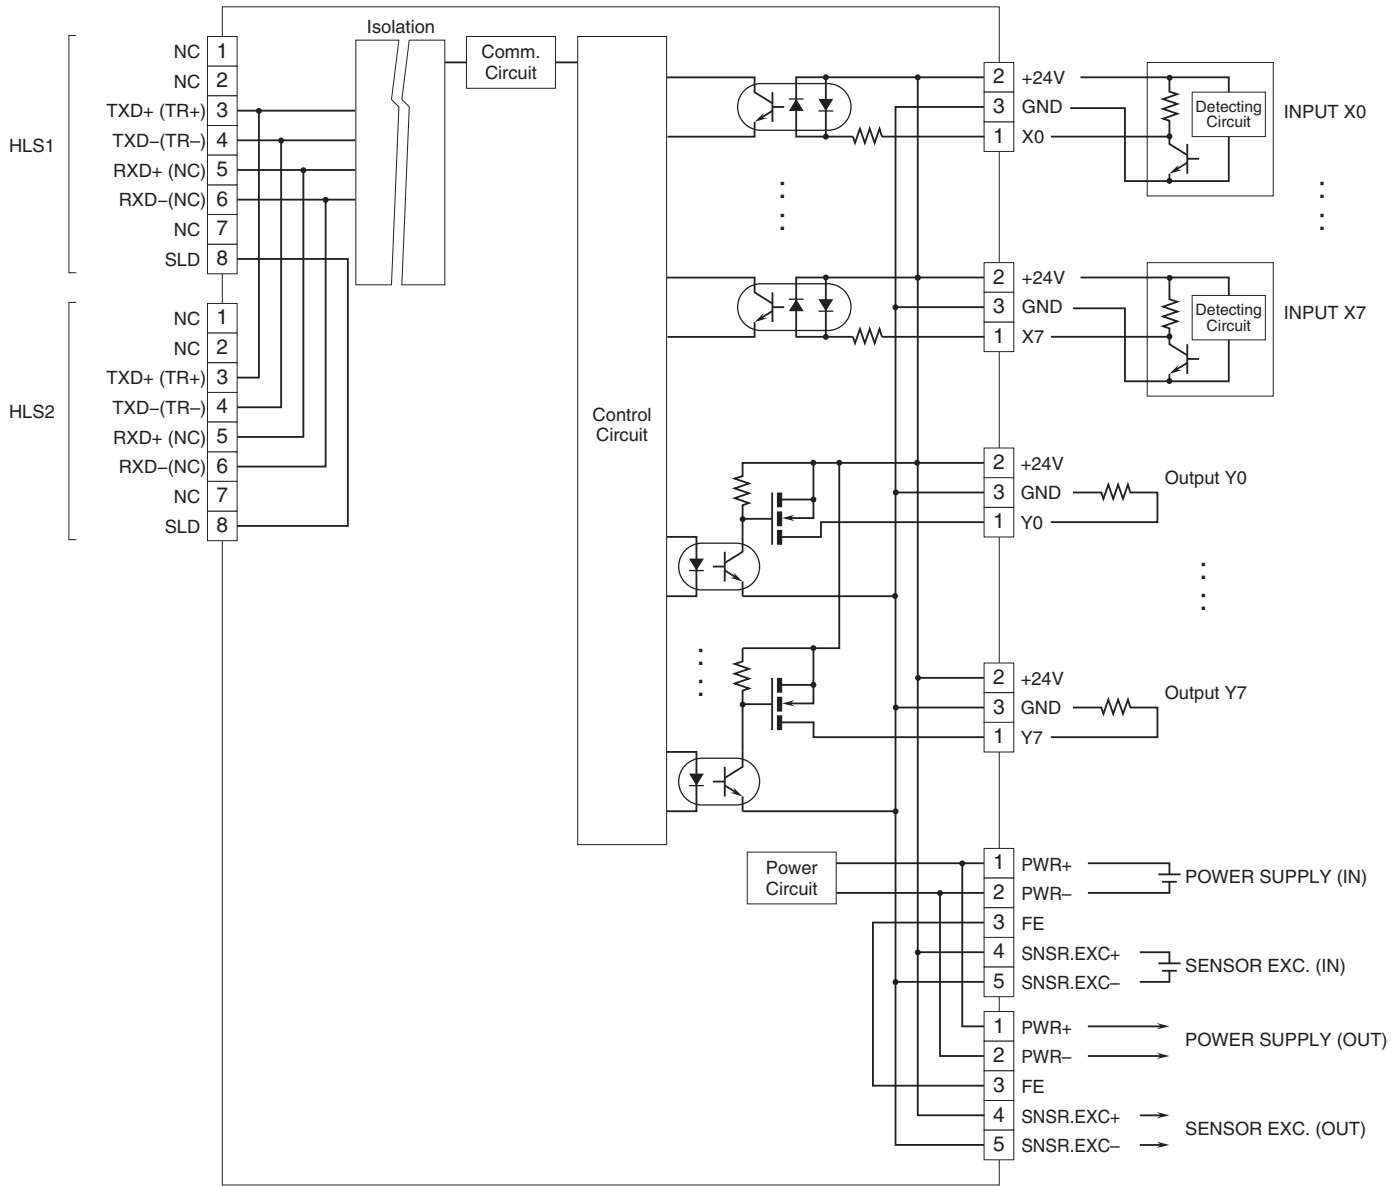 Isolation
Comm.
Circuit
HLS1
NC 1
NC 2
TXD+ (TR+) 3
TXD–(TR–) 4
RXD+ (NC) 5
RXD–(NC) 6
NC 7
SLD 8
HLS2
NC 1
NC 2
TXD+ (TR+) 3
TXD–(TR–) 4
RXD+ (NC) 5
RXD–(NC) 6
NC 7
SLD 8
Control
Circuit
2 +24V
3 GND
1 X0
Detecting
Circuit
INPUT X0
2 +24V
3 GND
1 X7
Detecting
Circuit
INPUT X7
2 +24V
3 GND
1 Y0
Output Y0
2 +24V
3 GND
1 Y7
Output Y7
Power
Circuit
1 PWR+
2 PWR–
POWER SUPPLY (IN)
3 FE
4 SNSR.EXC+
5 SNSR.EXC–
SENSOR EXC. (IN)
1 PWR+
2 PWR–
POWER SUPPLY (OUT)
3 FE
4 SNSR.EXC+
5 SNSR.EXC–
SENSOR EXC. (OUT)